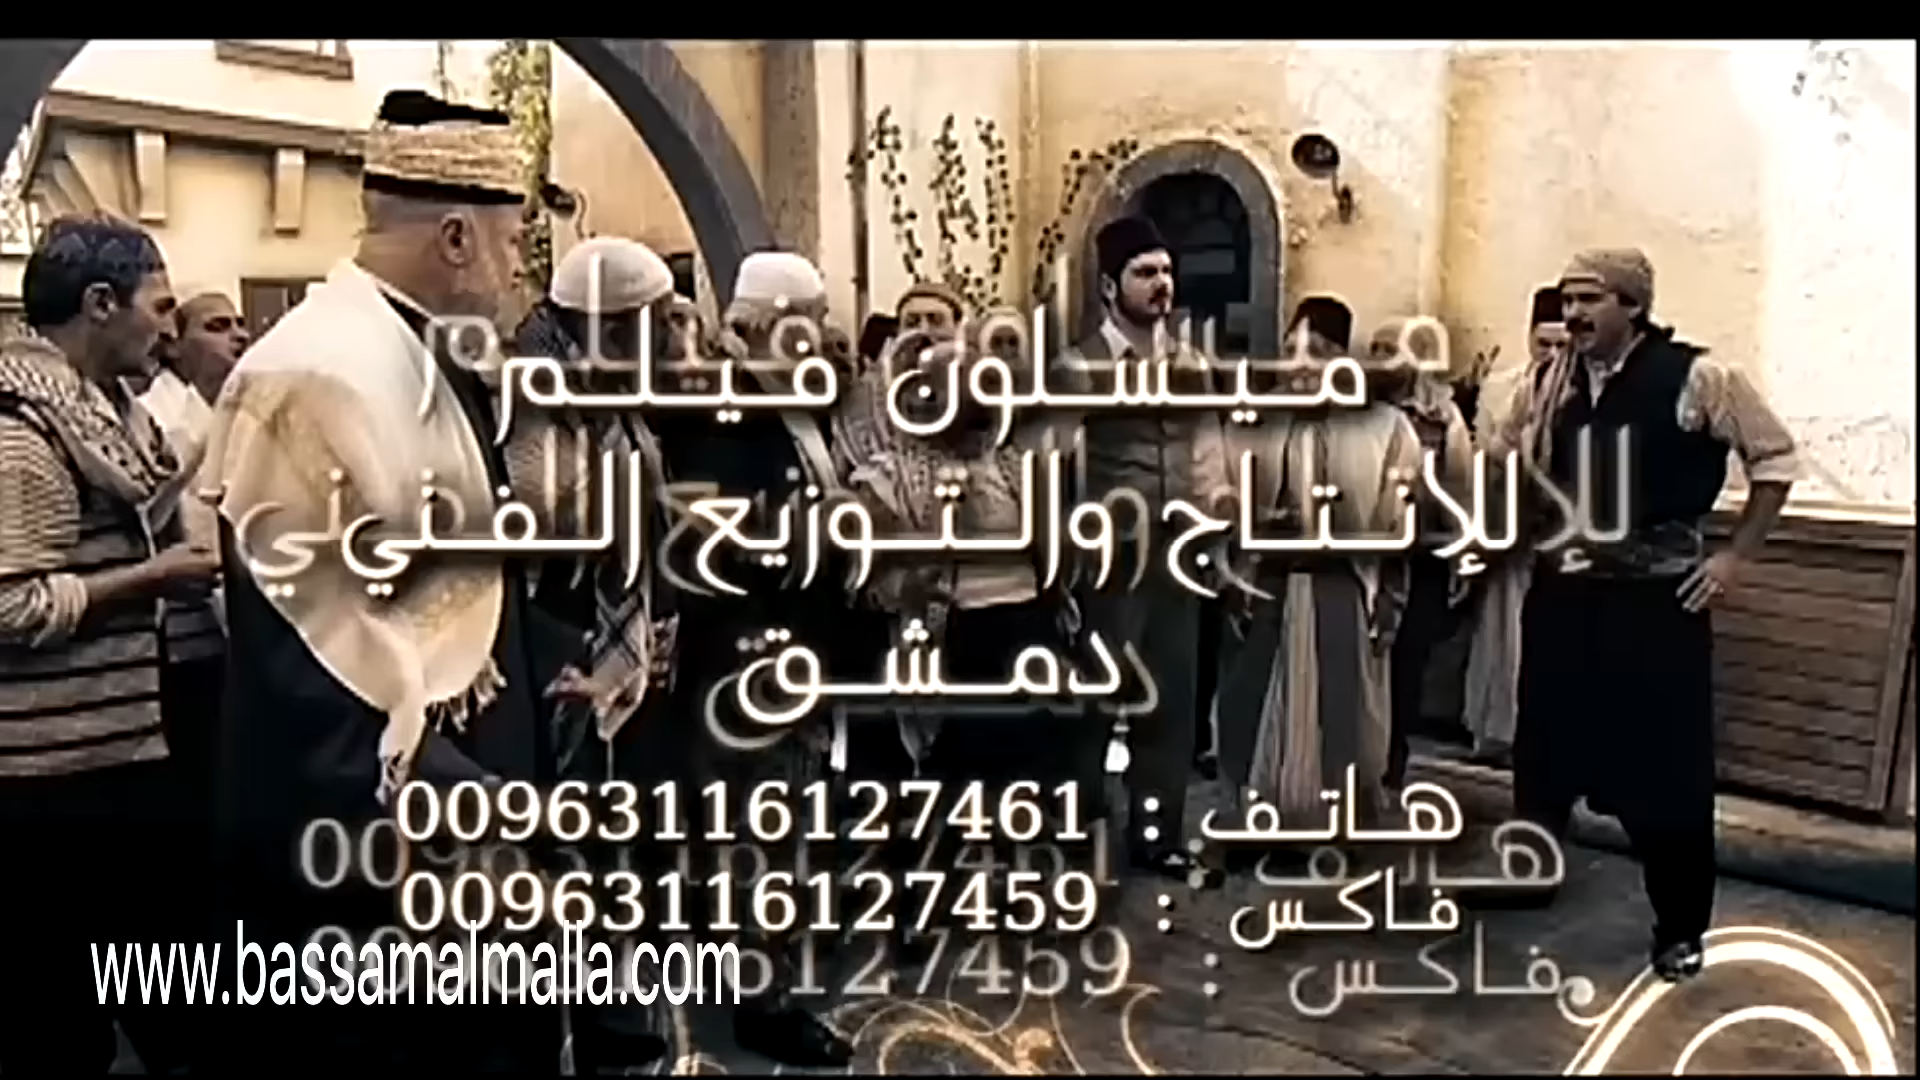 ميسلون فيلم
للإنتاج والتوزيع الفني
دمشق
هاتف : 00963116127461
فاكس : 00963116127459
www.bassamalmalla.com